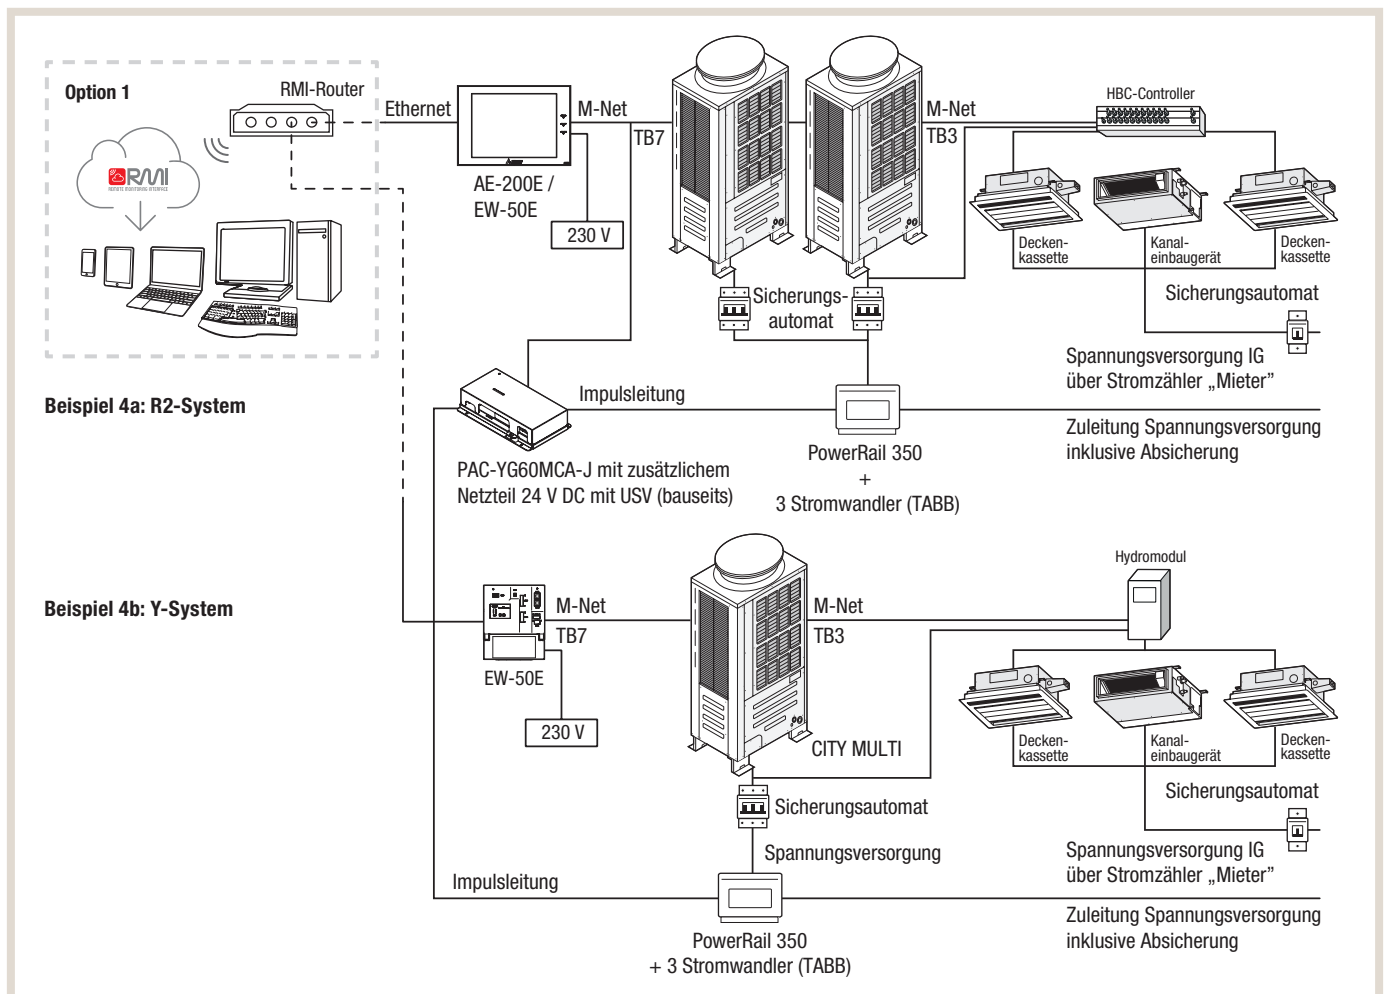 Option 1
RMI-Router
RMI
REMOTE MONITORING INTERFACE
Ethernet
M-Net
TB7
AE-200E /
EW-50E
230 V
M-Net
TB3
HBC-Controller
Decken-
kassette
Kanal-
einbaugerät
Decken-
kassette
Sicherungs-
automat
Sicherungsautomat
Spannungsversorgung IG
über Stromzähler „Mieter”
Beispiel 4a: R2-System
Impulsleitung
Zuleitung Spannungsversorgung
inklusive Absicherung
PAC-YG60MCA-J mit zusätzlichem
Netzteil 24 V DC mit USV (bauseits)
PowerRail 350
+
3 Stromwandler (TABB)
Beispiel 4b: Y-System
M-Net
TB7
EW-50E
230 V
M-Net
TB3
CITY MULTI
Hydromodul
Decken-
kassette
Kanal-
einbaugerät
Decken-
kassette
Sicherungsautomat
Sicherungsautomat
Spannungsversorgung
Spannungsversorgung IG
über Stromzähler „Mieter”
Impulsleitung
Zuleitung Spannungsversorgung
inklusive Absicherung
PowerRail 350
+ 3 Stromwandler (TABB)